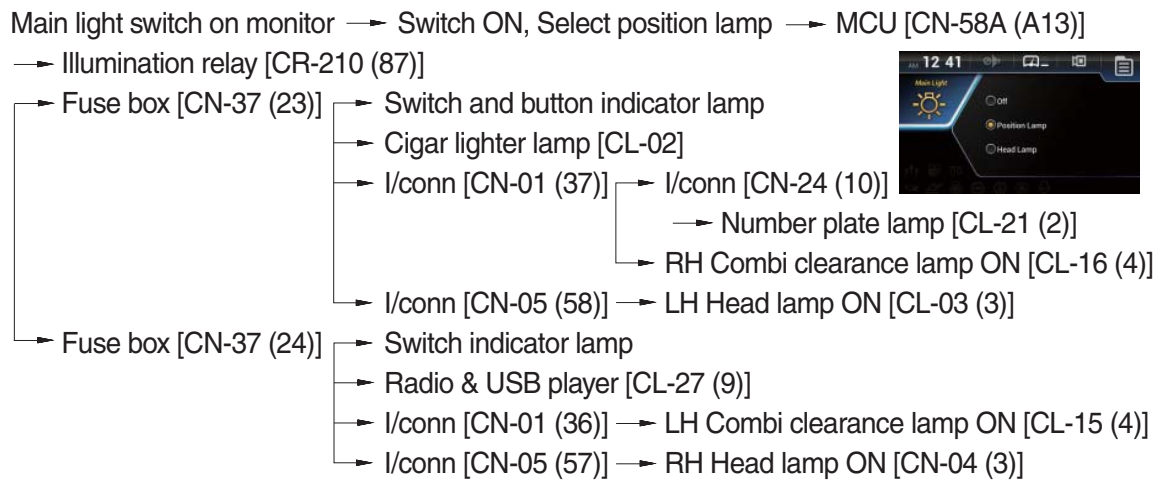 Main light switch on monitor → Switch ON, Select position lamp → MCU [CN-58A (A13)]
→ Illumination relay [CR-210 (87)]
→ Fuse box [CN-37 (23)] → Switch and button indicator lamp
→ Cigar lighter lamp [CL-02]
→ I/conn [CN-01 (37)] → I/conn [CN-24 (10)]
→ Number plate lamp [CL-21 (2)]
→ RH Combi clearance lamp ON [CL-16 (4)]
→ I/conn [CN-05 (58)] → LH Head lamp ON [CL-03 (3)]
→ Fuse box [CN-37 (24)] → Switch indicator lamp
→ Radio & USB player [CL-27 (9)]
→ I/conn [CN-01 (36)] → LH Combi clearance lamp ON [CL-15 (4)]
→ I/conn [CN-05 (57)] → RH Head lamp ON [CN-04 (3)]
AM 12 41
Main Light
Off
Position Lamp
Head Lamp